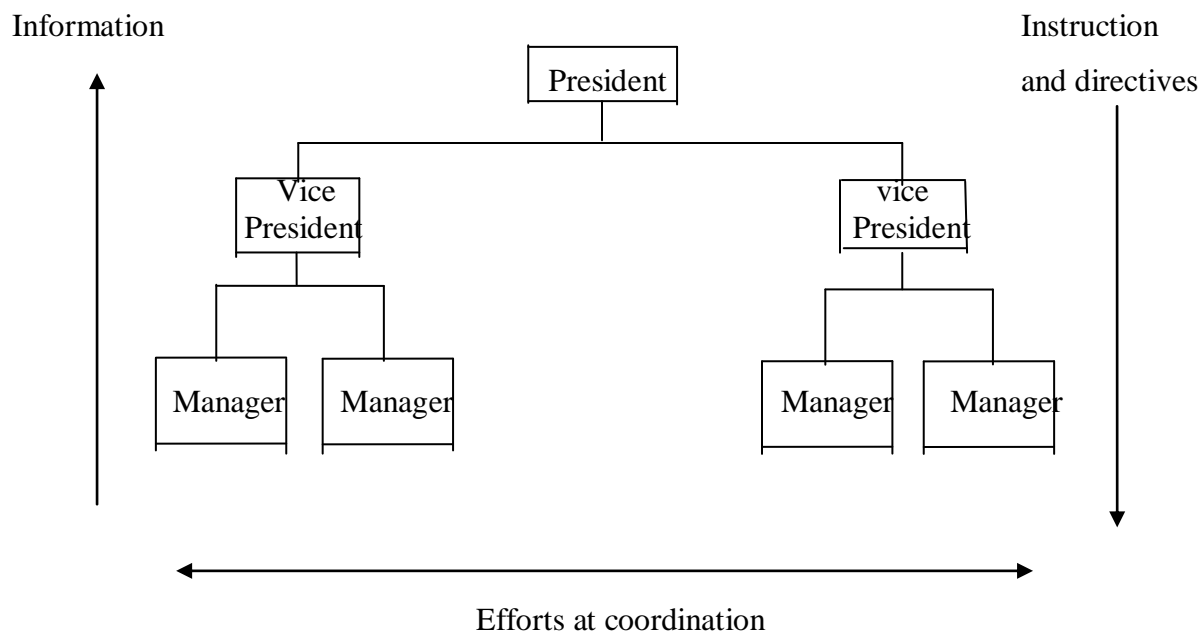 Information
Instruction
and directives
President
Vice
President
vice
President
Manager
Manager
Manager
Manager
Efforts at coordination